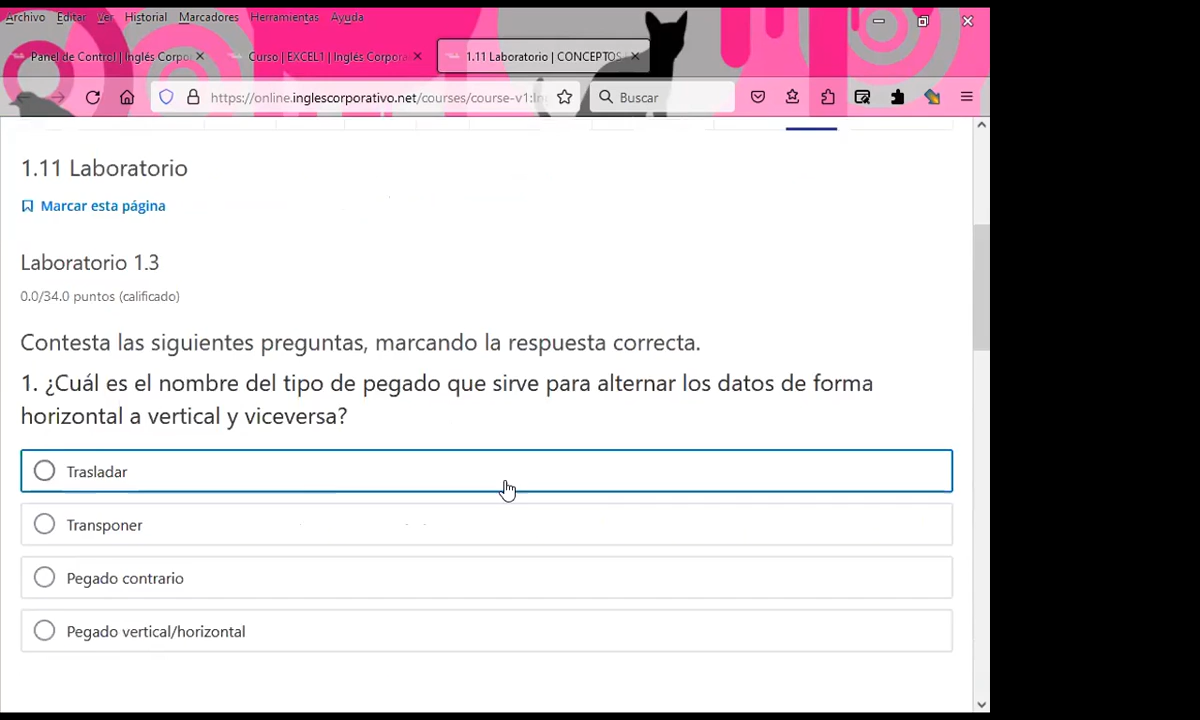 Archivo Editar Ver Historial Marcadores Herramientas Ayuda
Panel de Control | Inglés Corpo
Curso | EXCEL1 | Inglés Corpora
1.11 Laboratorio | CONCEPTOS
https://online.inglescorporativo.net/courses/course-v1:In
Buscar
1.11 Laboratorio
Marcar esta página
Laboratorio 1.3
0.0/34.0 puntos (calificado)
Contesta las siguientes preguntas, marcando la respuesta correcta.
1. ¿Cuál es el nombre del tipo de pegado que sirve para alternar los datos de forma
horizontal a vertical y viceversa?
Trasladar
Transponer
Pegado contrario
Pegado vertical/horizontal